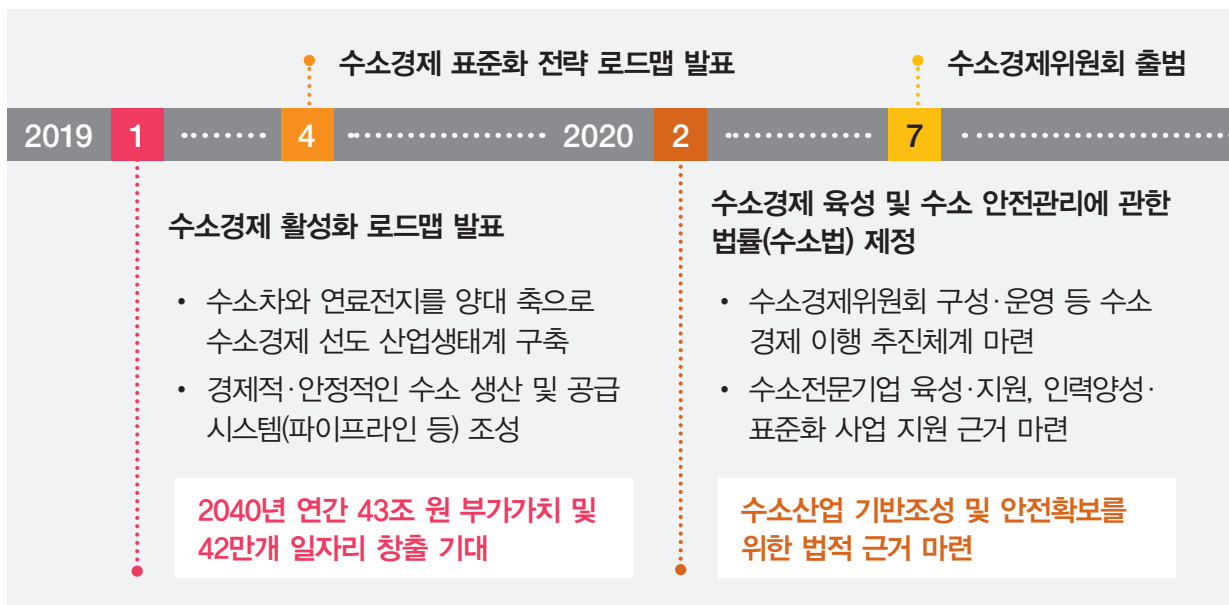 수소경제 표준화 전략 로드맵 발표
수소경제위원회 출범
2019 1 4 2020 2 7
수소경제 활성화 로드맵 발표
• 수소차와 연료전지를 양대 축으로
수소경제 선도 산업생태계 구축
• 경제적·안정적인 수소 생산 및 공급
시스템(파이프라인 등) 조성
2040년 연간 43조 원 부가가치 및
42만개 일자리 창출 기대
수소경제 육성 및 수소 안전관리에 관한
법률(수소법) 제정
• 수소경제위원회 구성·운영 등 수소
경제 이행 추진체계 마련
• 수소전문기업 육성·지원, 인력양성·
표준화 사업 지원 근거 마련
수소산업 기반조성 및 안전확보를
위한 법적 근거 마련